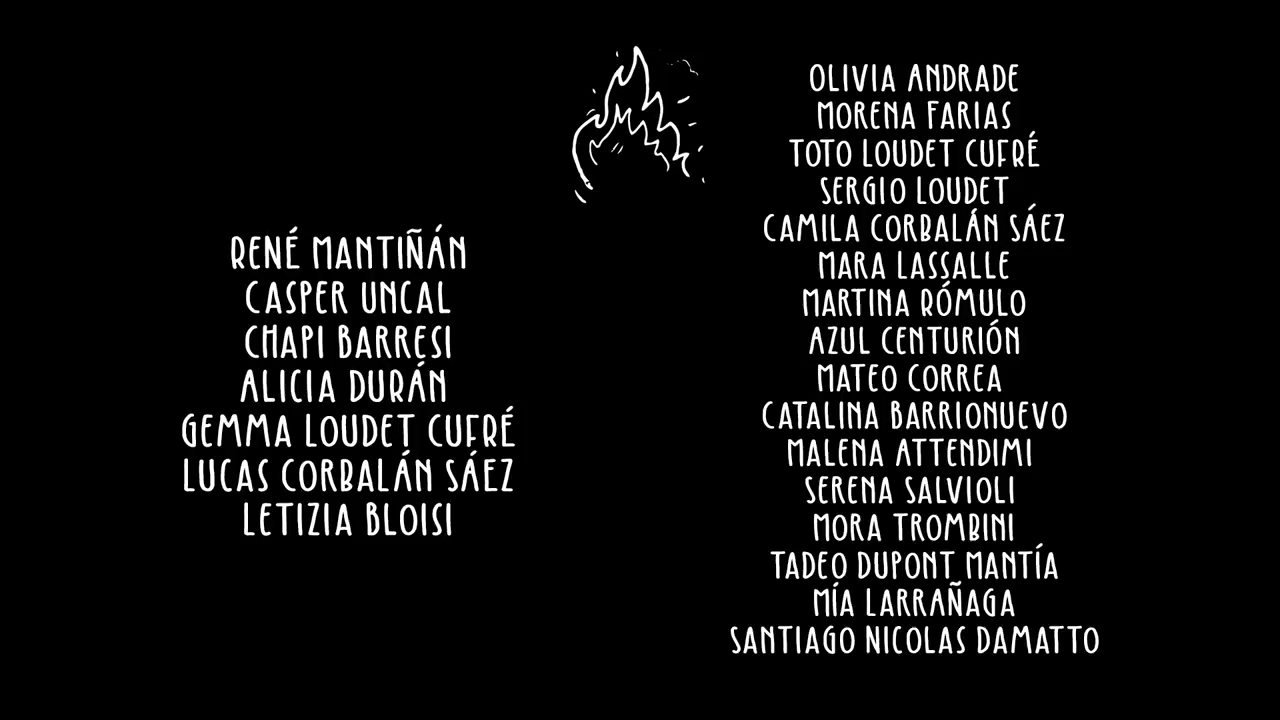 RENÉ MANTIÑÁN
CASPER UNCAL
CHAPI BARRESI
ALICIA DURÁN
GEMMA LOUDET CUFRÉ
LUCAS CORBALÁN SÁEZ
LETIZIA BLOISI
OLIVIA ANDRADE
MORENA FARIAS
TOTO LOUDET CUFRÉ
SERGIO LOUDET
CAMILA CORBALÁN SÁEZ
MARA LASSALLE
MARTINA RÓMULO
AZUL CENTURIÓN
MATEO CORREA
CATALINA BARRIONUEVO
MALENA ATTENDIMI
SERENA SALVIOLI
MORA TROMBINI
TADEO DUPONT MANTÍA
MÍA LARRAÑAGA
SANTIAGO NICOLAS DAMATTO